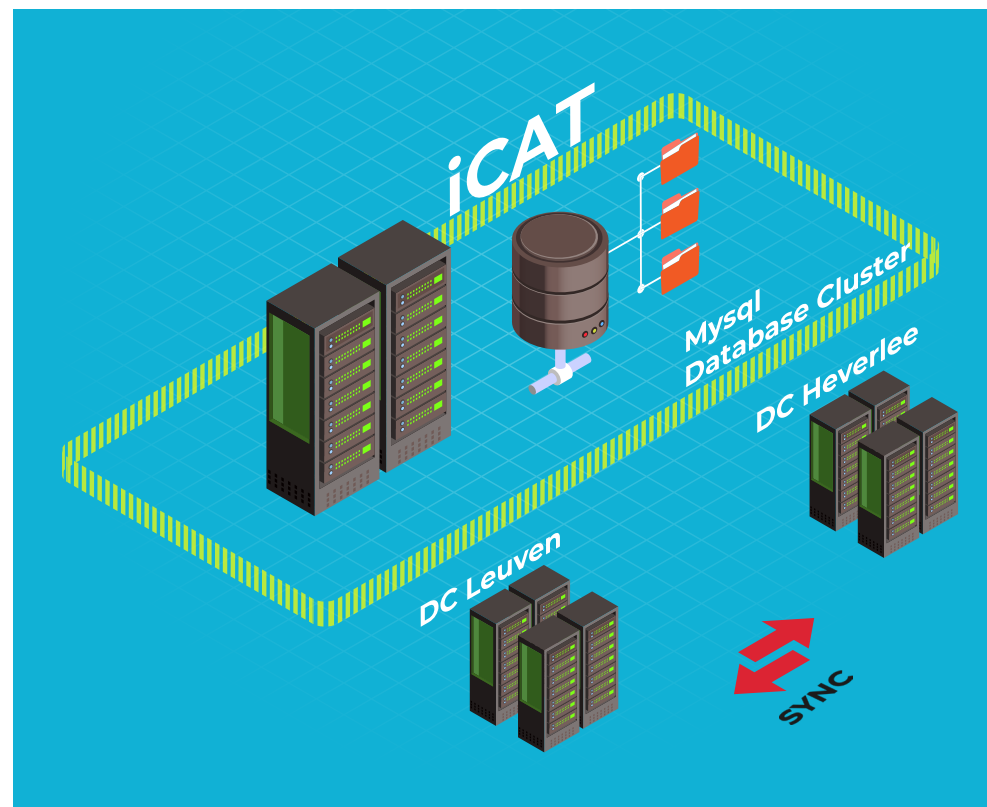 iCAT
Mysql
Database Cluster
DC Heverlee
DC Leuven
SYNC